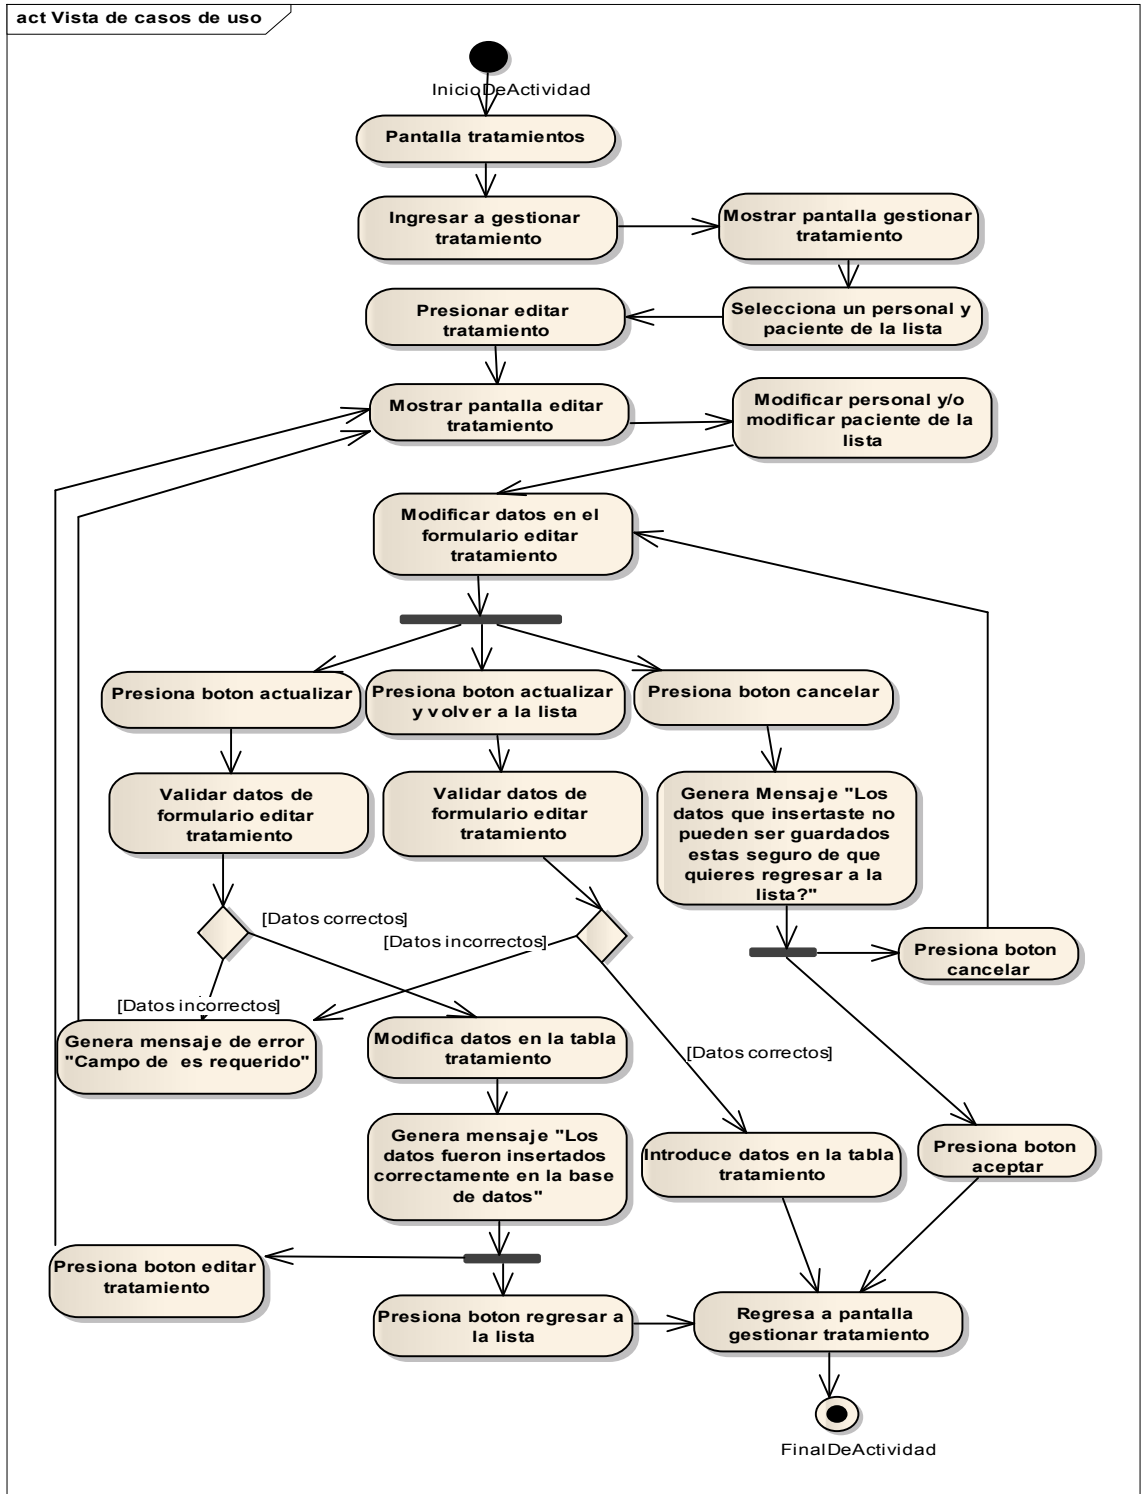 act Vista de casos de uso
InicioDeActividad
Pantalla tratamientos
Ingresar a gestionar
tratamiento
Mostrar pantalla gestionar
tratamiento
Presionar editar
tratamiento
Selecciona un personal y
paciente de la lista
Mostrar pantalla editar
tratamiento
Modificar personal y/o
modificar paciente de la
lista
Modificar datos en el
formulario editar
tratamiento
Presiona boton actualizar
Presiona boton actualizar
y volver a la lista
Presiona boton cancelar
Validar datos de
formulario editar
tratamiento
Validar datos de
formulario editar
tratamiento
Genera Mensaje "Los
datos que insertaste no
pueden ser guardados
estas seguro de que
quieres regresar a la
lista?"
[Datos correctos]
[Datos incorrectos]
Presiona boton
cancelar
[Datos incorrectos]
Genera mensaje de error
"Campo de  es requerido"
Modifica datos en la tabla
tratamiento
[Datos correctos]
Genera mensaje "Los
datos fueron insertados
correctamente en la base
de datos"
Introduce datos en la tabla
tratamiento
Presiona boton
aceptar
Presiona boton editar
tratamiento
Presiona boton regresar a
la lista
Regresa a pantalla
gestionar tratamiento
FinalDeActividad